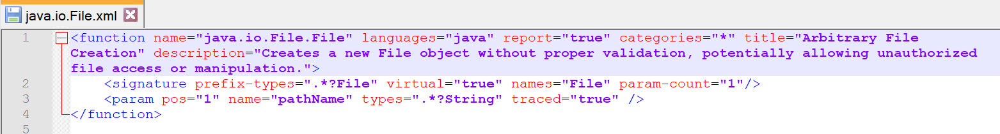 java.io.File.xml
1 <function name="java.io.File.File" languages="java" report="true" categories="*" title="Arbitrary File
Creation" description="Creates a new File object without proper validation, potentially allowing unauthorized
file access or manipulation.">
2 <signature prefix-types=".*?File" virtual="true" names="File" param-count="1"/>
3 <param pos="1" name="pathName" types=".*?String" traced="true" />
4 </function>
5